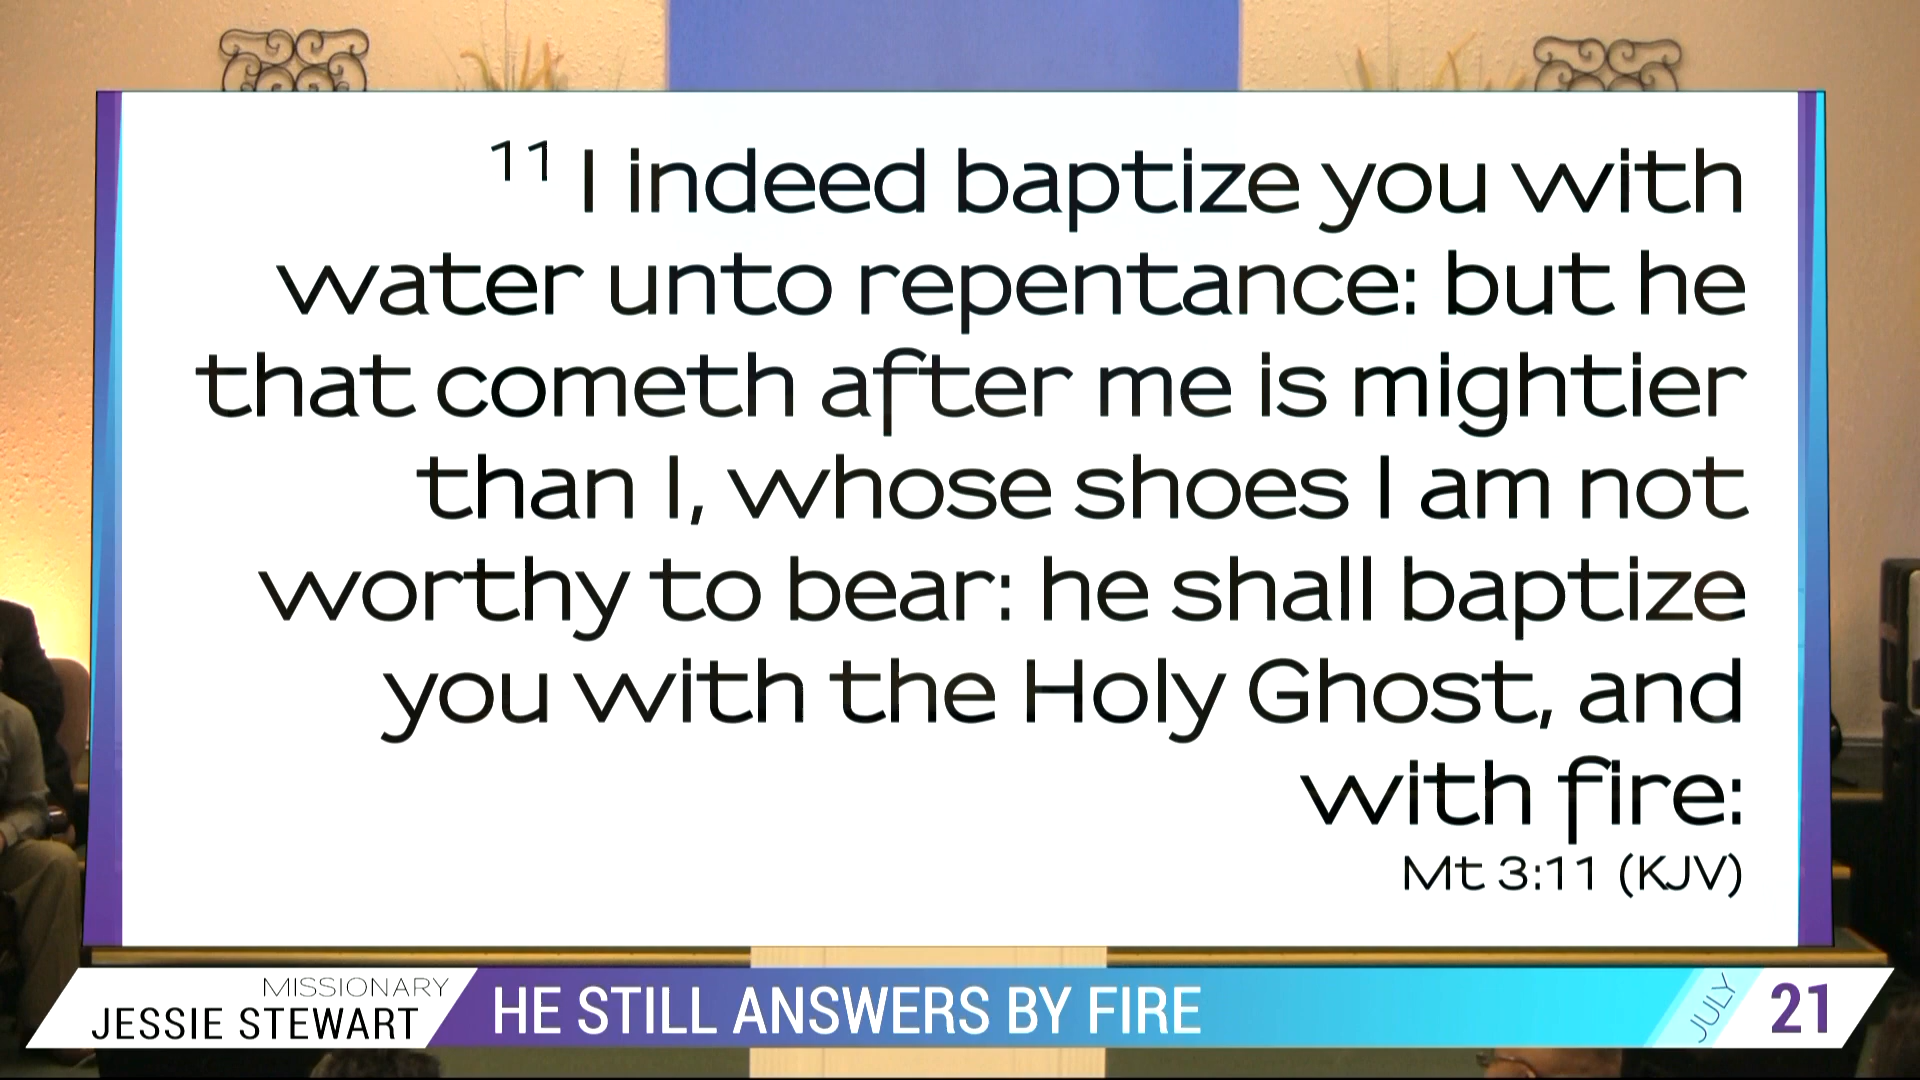 11 I indeed baptize you with
water unto repentance: but he
that cometh after me is mightier
than I, whose shoes I am not
worthy to bear: he shall baptize
you with the Holy Ghost, and
with fire:
Mt 3:11 (KJV)
MISSIONARY
JESSIE STEWART
HE STILL ANSWERS BY FIRE
JULY
21